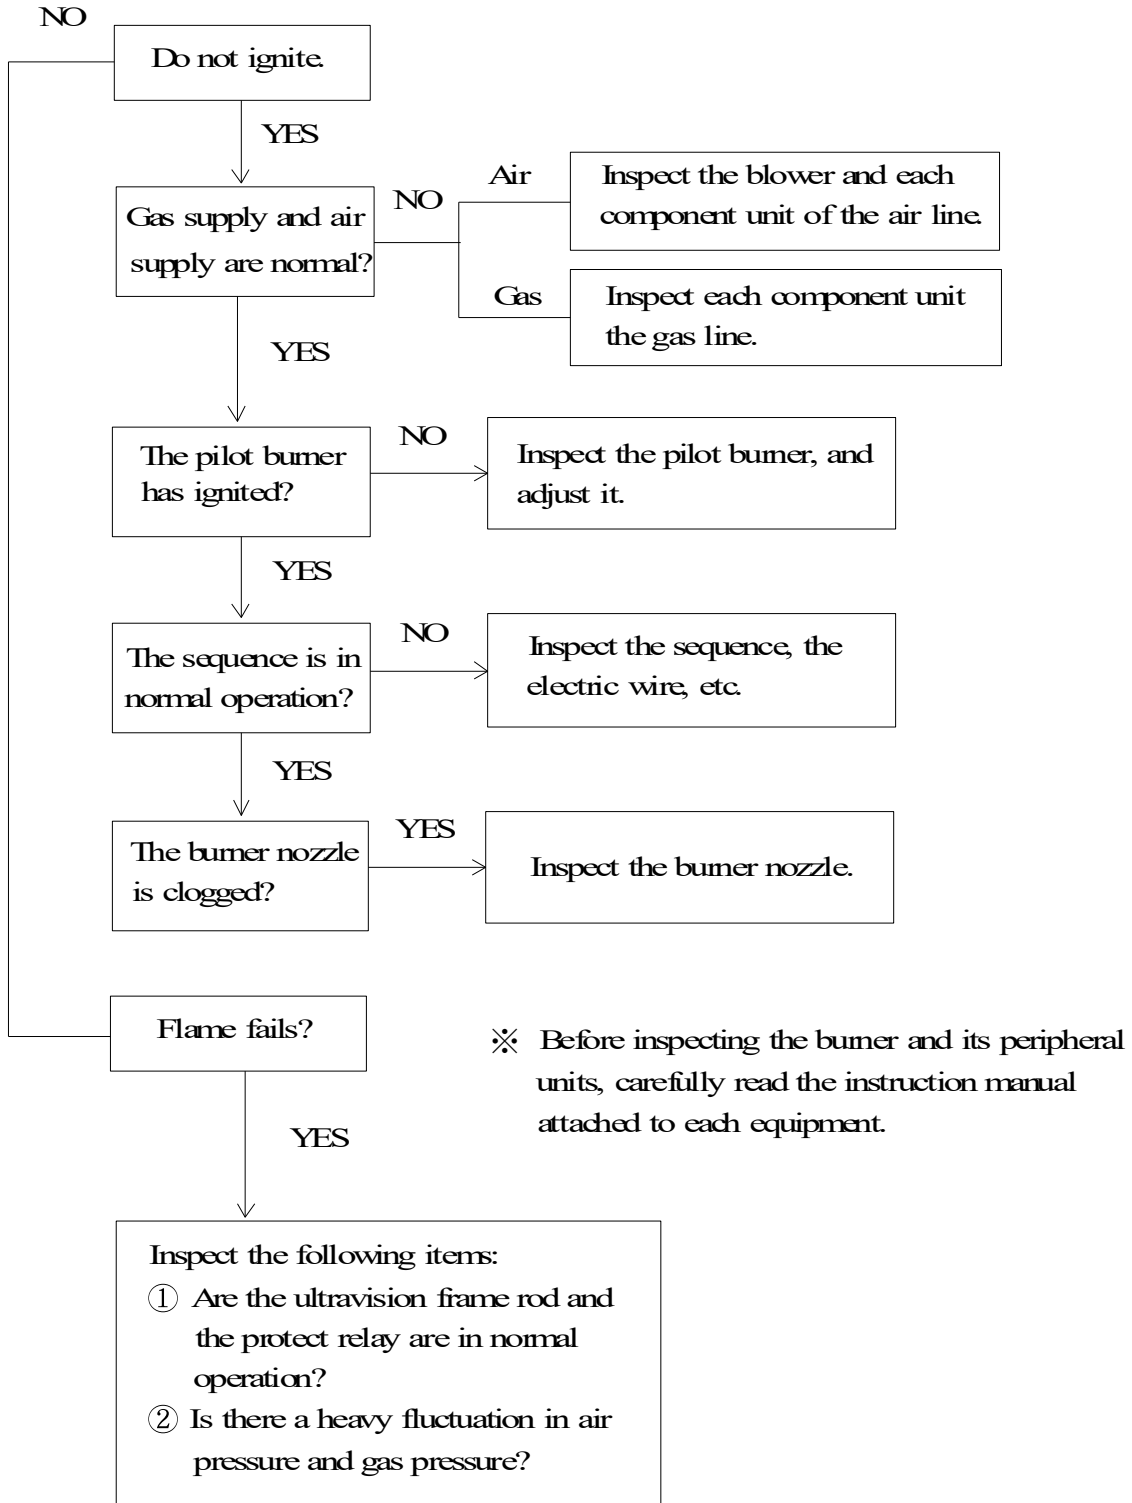 NO
Do not ignite.
YES
Gas supply and air
supply are normal?
NO
Air
Inspect the blower and each
component unit of the air line.
Gas
Inspect each component unit
the gas line.
YES
The pilot burner
has ignited?
NO
Inspect the pilot burner, and
adjust it.
YES
The sequence is in
normal operation?
NO
Inspect the sequence, the
electric wire, etc.
YES
The burner nozzle
is clogged?
YES
Inspect the burner nozzle.
Flame fails?
※ Before inspecting the burner and its peripheral
units, carefully read the instruction manual
attached to each equipment.
YES
Inspect the following items:
① Are the ultravision frame rod and
the protect relay are in normal
operation?
② Is there a heavy fluctuation in air
pressure and gas pressure?